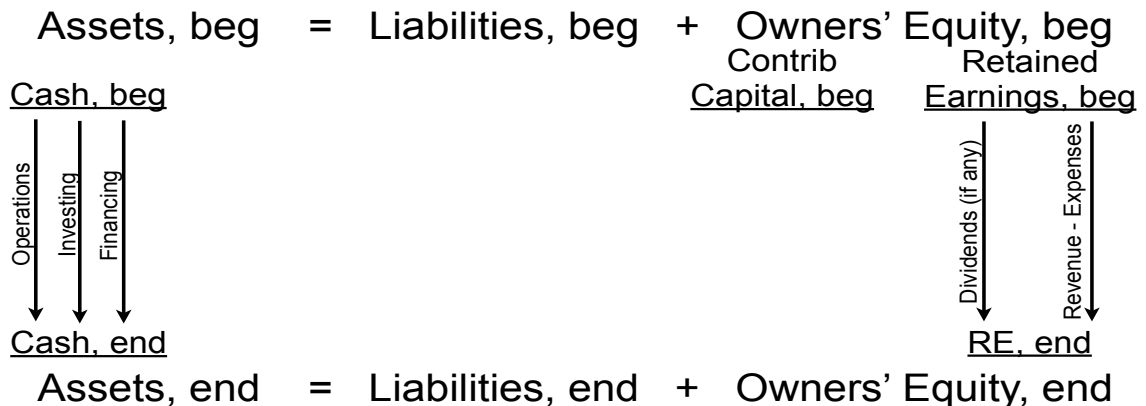 Assets, beg = Liabilities, beg + Owners’ Equity, beg
Contrib Retained
Cash, beg Capital, beg Earnings, beg
Operations
Investing
Financing
Dividends (if any)
Revenue - Expenses
Cash, end RE, end
Assets, end = Liabilities, end + Owners’ Equity, end